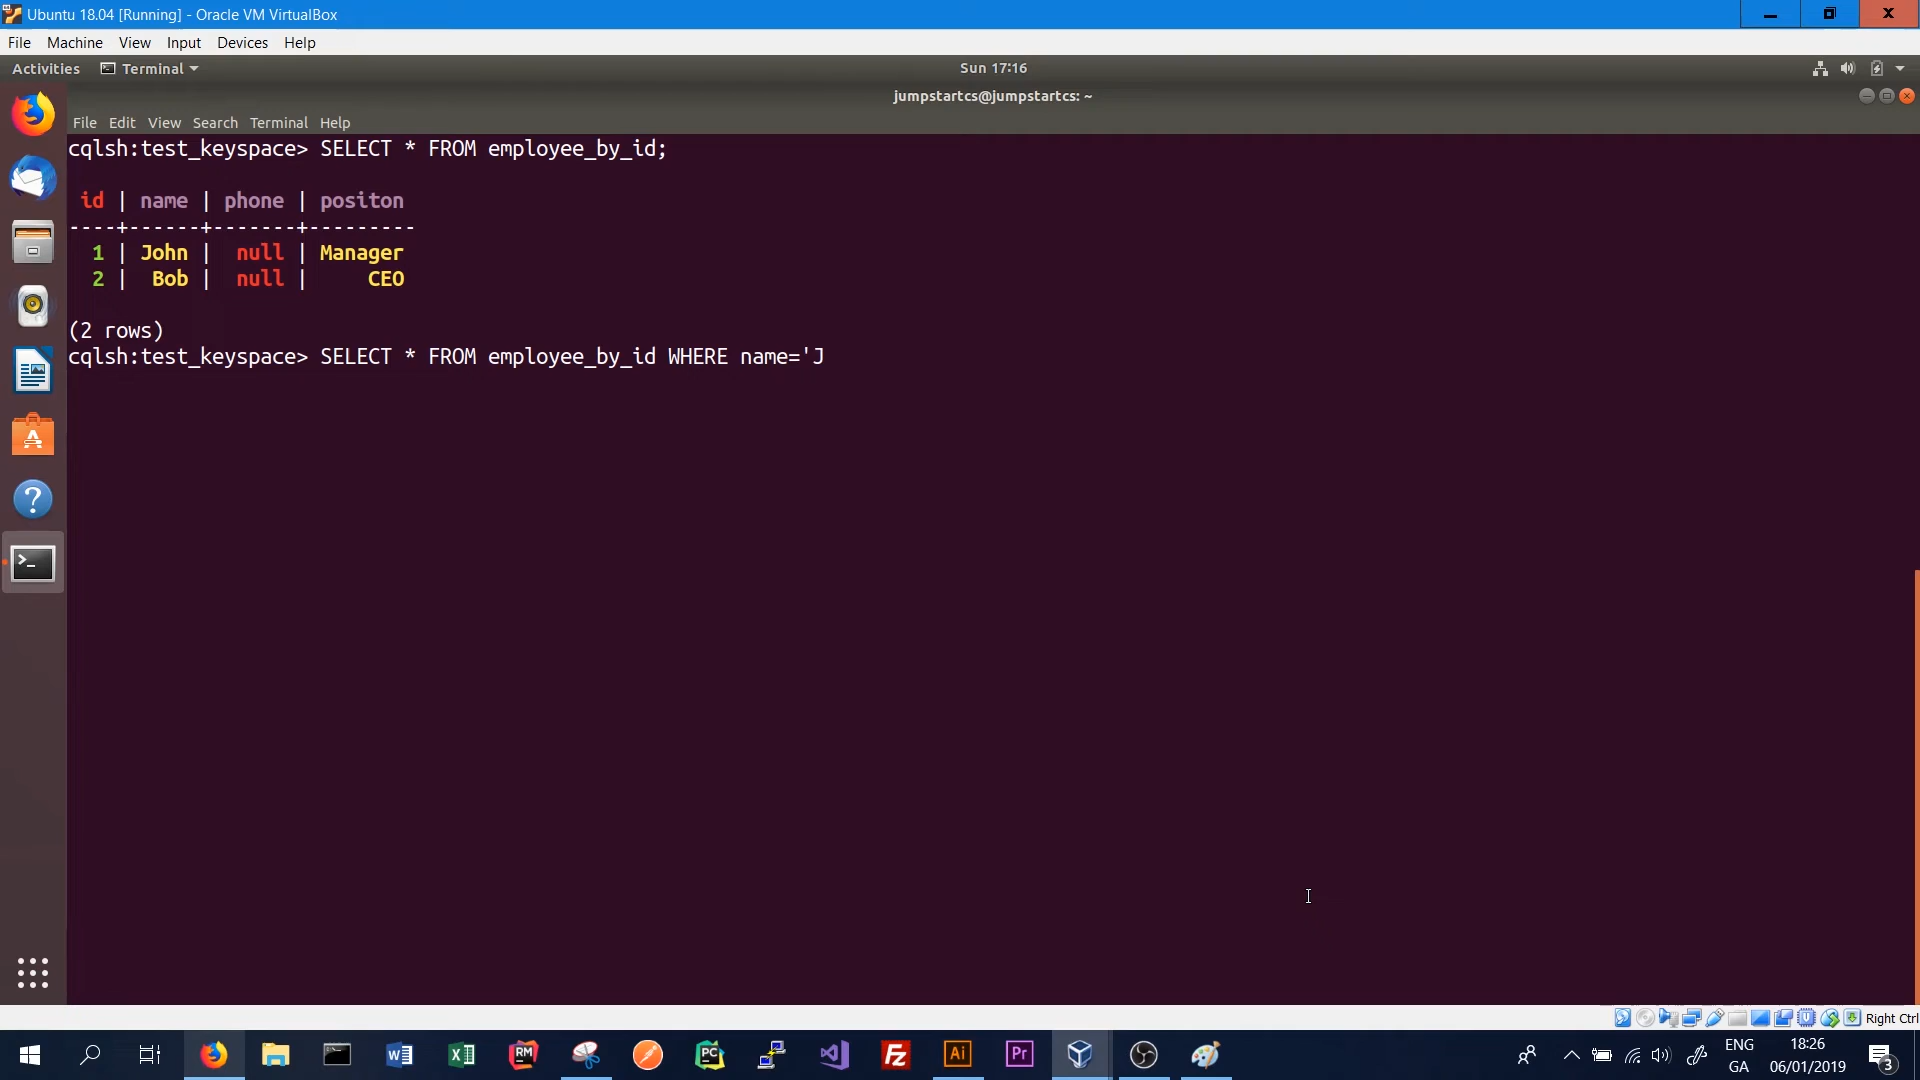 Ubuntu 18.04 [Running] - Oracle VM VirtualBox
File Machine View Input Devices Help
Activities Terminal Sun 17:16
jumpstartcs@jumpstartcs: ~
File Edit View Search Terminal Help
cqlsh:test_keyspace> SELECT * FROM employee_by_id;
id | name | phone | positon
----+------+-------+---------
1 | John | null | Manager
2 | Bob | null | CEO
(2 rows)
cqlsh:test_keyspace> SELECT * FROM employee_by_id WHERE name='J
Right Ctrl
ENG 18:26
GA 06/01/2019 3